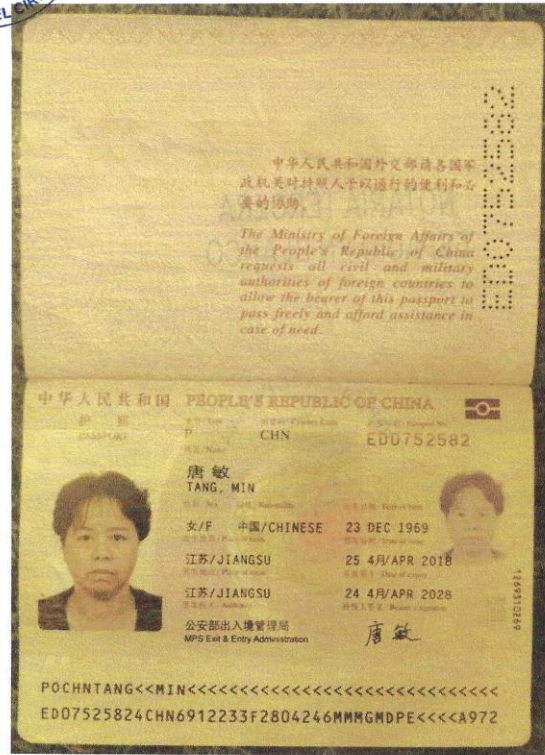 EL CIR
中华人民共和国外交部请各国军
政机关对持照人予以通行的便利和必
要的协助。
The Ministry of Foreign Affairs of
the People's Republic of China
requests all civil and military
authorities of foreign countries to
allow the bearer of this passport to
pass freely and afford assistance in
case of need.
ED0752582
中华人民共和国 PEOPLE'S REPUBLIC OF CHINA
护 照
PASSPORT
P CHN ED0752582
唐敏
TANG, MIN
女/F 中国/CHINESE 23 DEC 1969
江苏/JIANGSU 25 4月/APR 2018
江苏/JIANGSU 24 4月/APR 2028
公安部出入境管理局
MPS Exit & Entry Administration
唐敏
POCHNTANG<<MIN<<<<<<<<<<<<<<<<<<<<<<<<<<<<<<
ED07525824CHN6912233F2804246MMMGMDPE<<<<A972